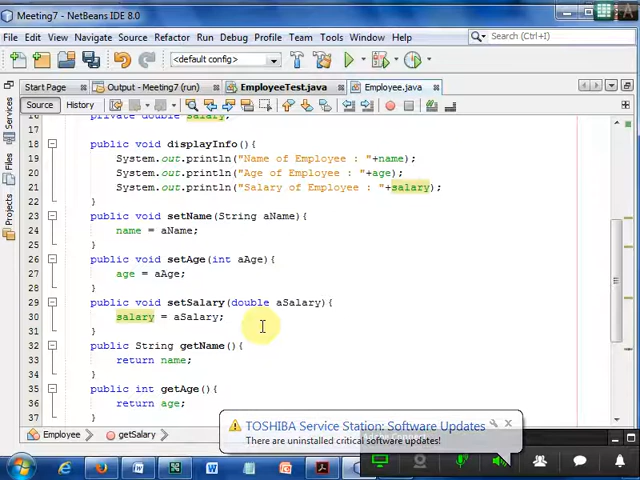 Meeting7 - NetBeans IDE 8.0
File Edit View Navigate Source Refactor Run Debug Profile Team Tools Window Help
Search (Ctrl+I)
<default config>
Start Page Output - Meeting7 (run) EmployeeTest.java Employee.java
Source History
Services
Files
Projects
16 private double salary;
17
18 public void displayInfo(){
19 System.out.println("Name of Employee : "+name);
20 System.out.println("Age of Employee : "+age);
21 System.out.println("Salary of Employee : "+salary);
22 }
23 public void setName(String aName){
24 name = aName;
25 }
26 public void setAge(int aAge){
27 age = aAge;
28 }
29 public void setSalary(double aSalary){
30 salary = aSalary;
31 }
32 public String getName(){
33 return name;
34 }
35 public int getAge(){
36 return age;
37 }
TOSHIBA Service Station: Software Updates
There are uninstalled critical software updates!
Employee getSalary